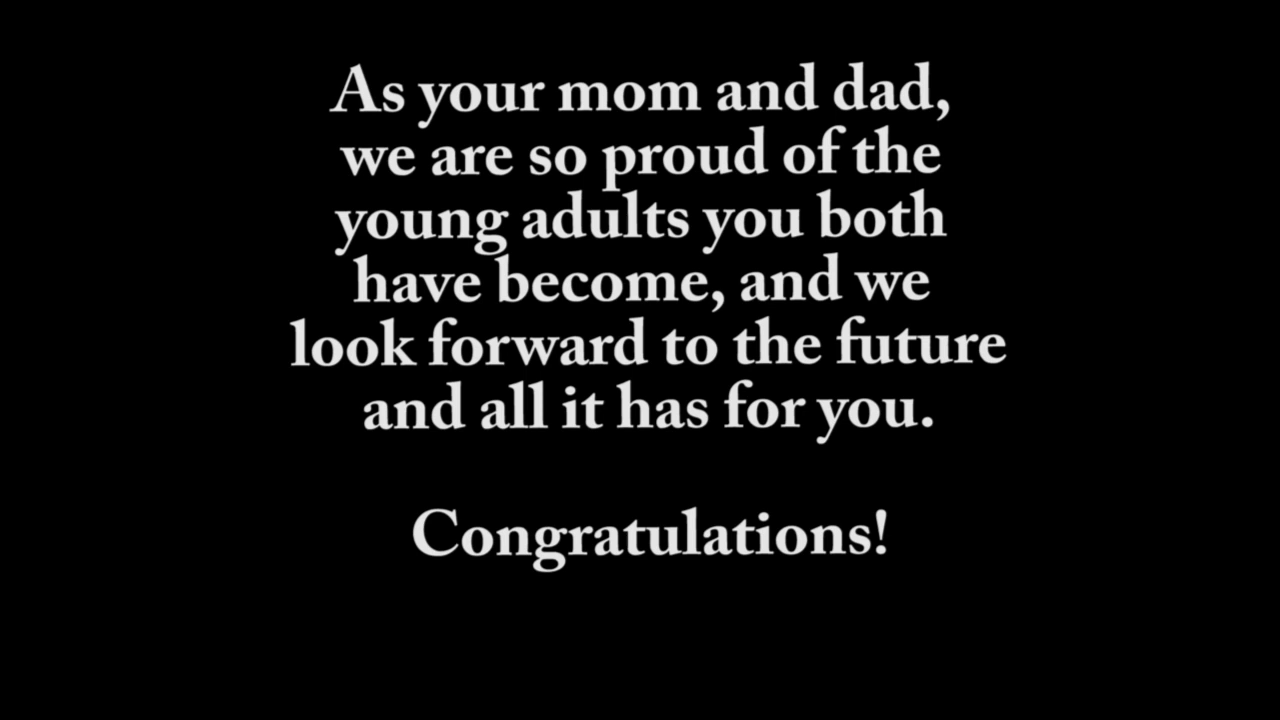 As your mom and dad,
we are so proud of the
young adults you both
have become, and we
look forward to the future
and all it has for you.
Congratulations!